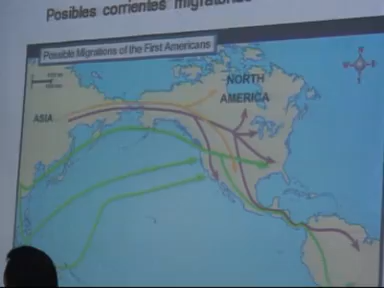 Posibles corrientes
Possible Migrations of the First Americans
NORTH
AMERICA
ASIA